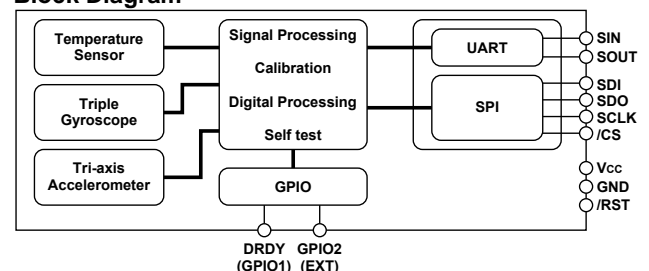 Block Diagram
Temperature
Sensor
Triple
Gyroscope
Tri-axis
Accelerometer
Signal Processing
Calibration
Digital Processing
Self test
GPIO
UART
SPI
SIN
SOUT
SDI
SDO
SCLK
/CS
Vcc
GND
/RST
DRDY GPIO2
(GPIO1) (EXT)